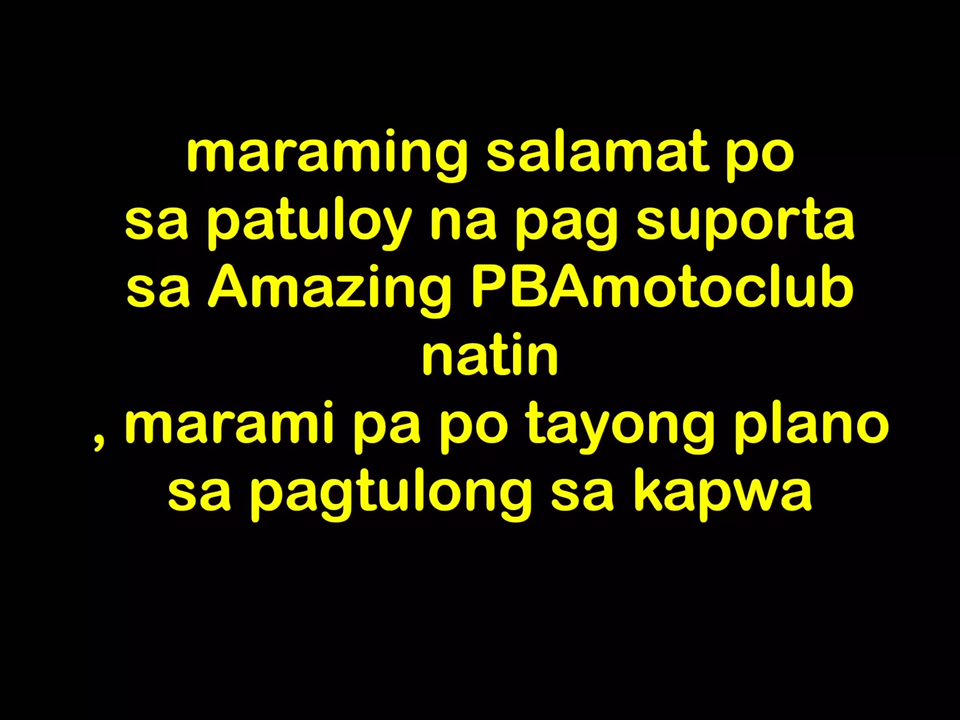 maraming salamat po
sa patuloy na pag suporta
sa Amazing PBAmotoclub
natin
, marami pa po tayong plano
sa pagtulong sa kapwa